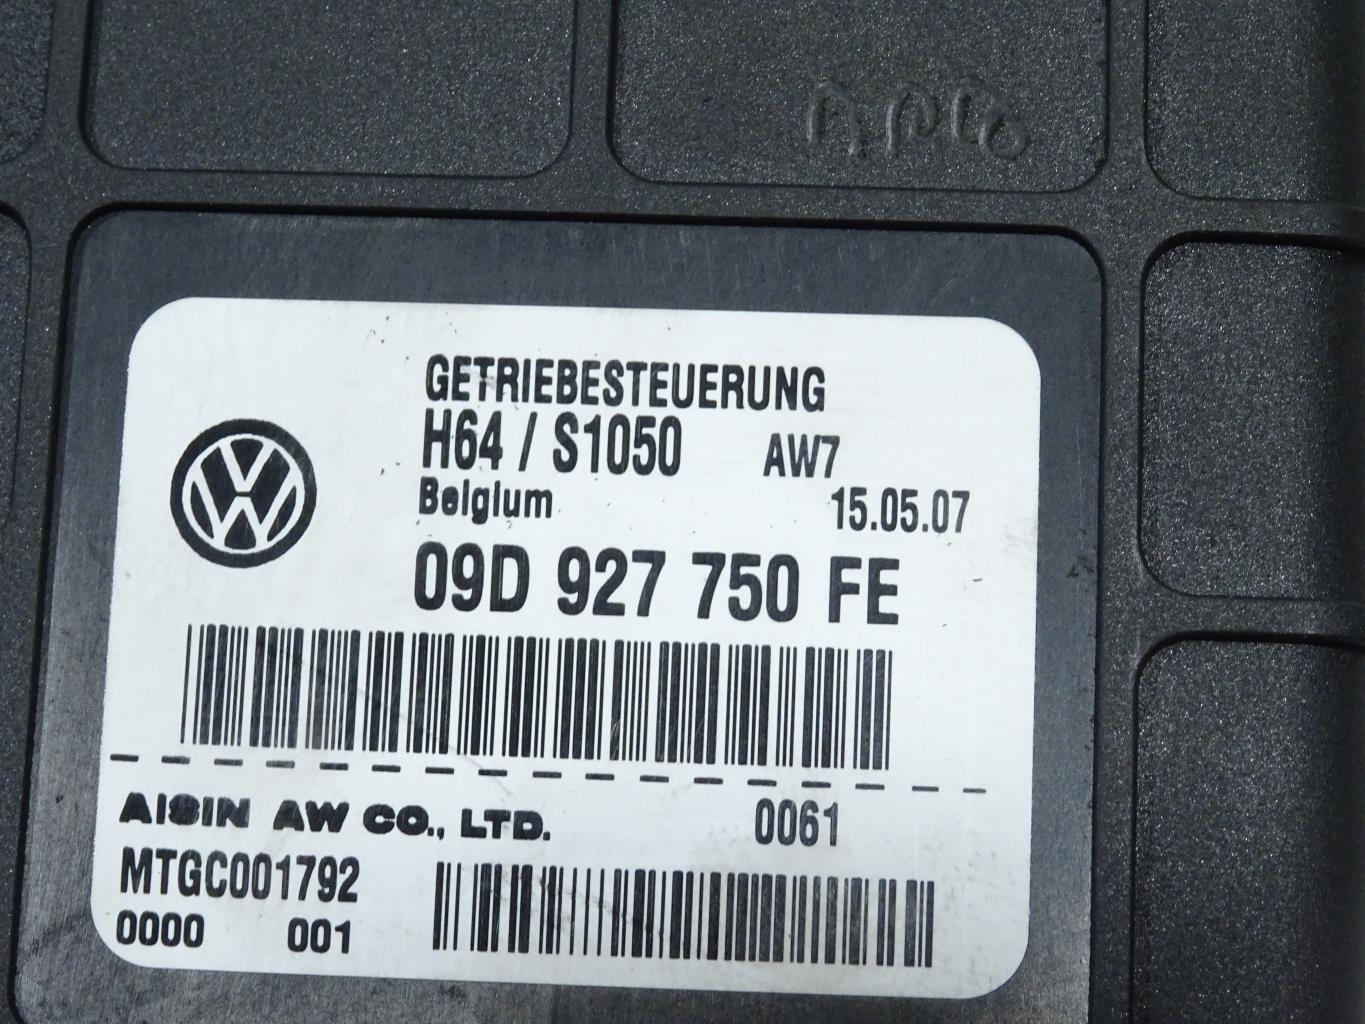 GETRIEBESTEUERUNG
H64 / S1050 AW7
Belgium 15.05.07
09D 927 750 FE
AISIN AW CO., LTD. 0061
MTGC001792
0000 001